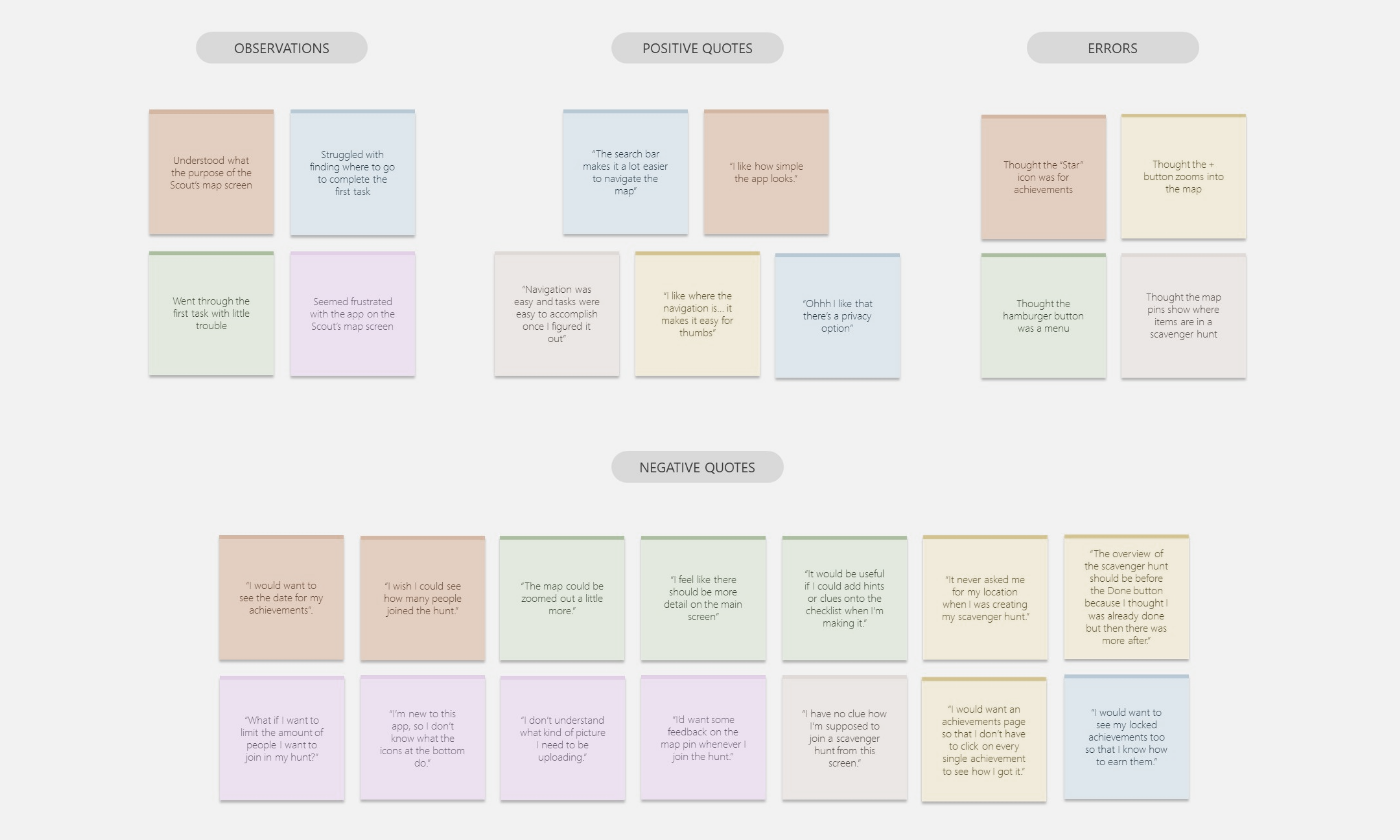 OBSERVATIONS
POSITIVE QUOTES
ERRORS
Understood what
the purpose of the
Scout's map screen
Struggled with
finding where to go
to complete the
first task
Went through the
first task with little
trouble
Seemed frustrated
with the app on the
Scout's map screen
"The search bar
makes it a lot easier
to navigate the
map"
"I like how simple
the app looks."
"Navigation was
easy and tasks were
easy to accomplish
once I figured it
out"
"I like where the
navigation is... it
makes it easy for
thumbs"
"Ohhh I like that
there's a privacy
option"
Thought the "Star"
icon was for
achievements
Thought the +
button zooms into
the map
Thought the
hamburger button
was a menu
Thought the map
pins show where
items are in a
scavenger hunt
NEGATIVE QUOTES
"I would want to
see the date for my
achievements".
"I wish I could see
how many people
joined the hunt."
"The map could be
zoomed out a little
more."
"I feel like there
should be more
detail on the main
screen"
"It would be useful
if I could add hints
or clues onto the
checklist when I'm
making it."
"It never asked me
for my location
when I was creating
my scavenger hunt."
"The overview of
the scavenger hunt
should be before
the Done button
because I thought I
was already done
but then there was
more after."
"What if I want to
limit the amount of
people I want to
join in my hunt?"
"I'm new to this
app, so I don't
know what the
icons at the bottom
do."
"I don't understand
what kind of picture
I need to be
uploading."
"Id want some
feedback on the
map pin whenever I
join the hunt."
"I have no clue how
I'm supposed to
join a scavenger
hunt from this
screen."
"I would want an
achievements page
so that I don't have
to click on every
single achievement
to see how I got it."
"I would want to
see my locked
achievements too
so that I know how
to earn them."